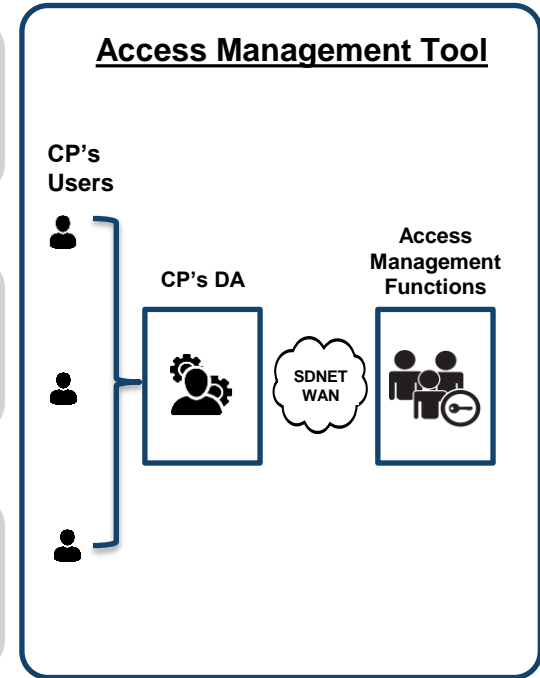 Access Management Tool
CP's
Users
CP's DA
SDNET
WAN
Access
Management
Functions